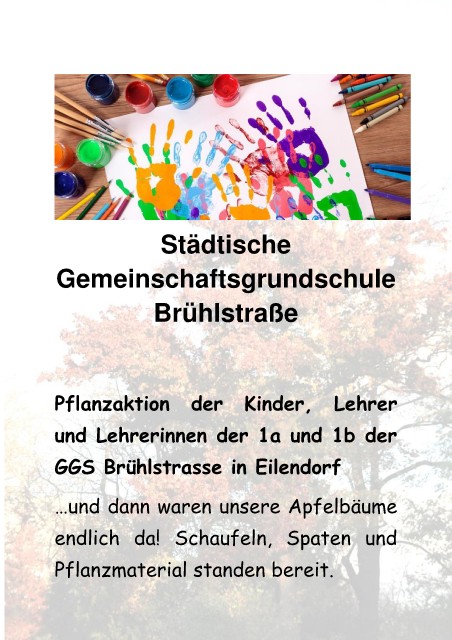 Städtische
Gemeinschaftsgrundschule
Brühlstraße
Pflanzaktion der Kinder, Lehrer
und Lehrerinnen der 1a und 1b der
GGS Brühlstrasse in Eilendorf
…und dann waren unsere Apfelbäume
endlich da! Schaufeln, Spaten und
Pflanzmaterial standen bereit.